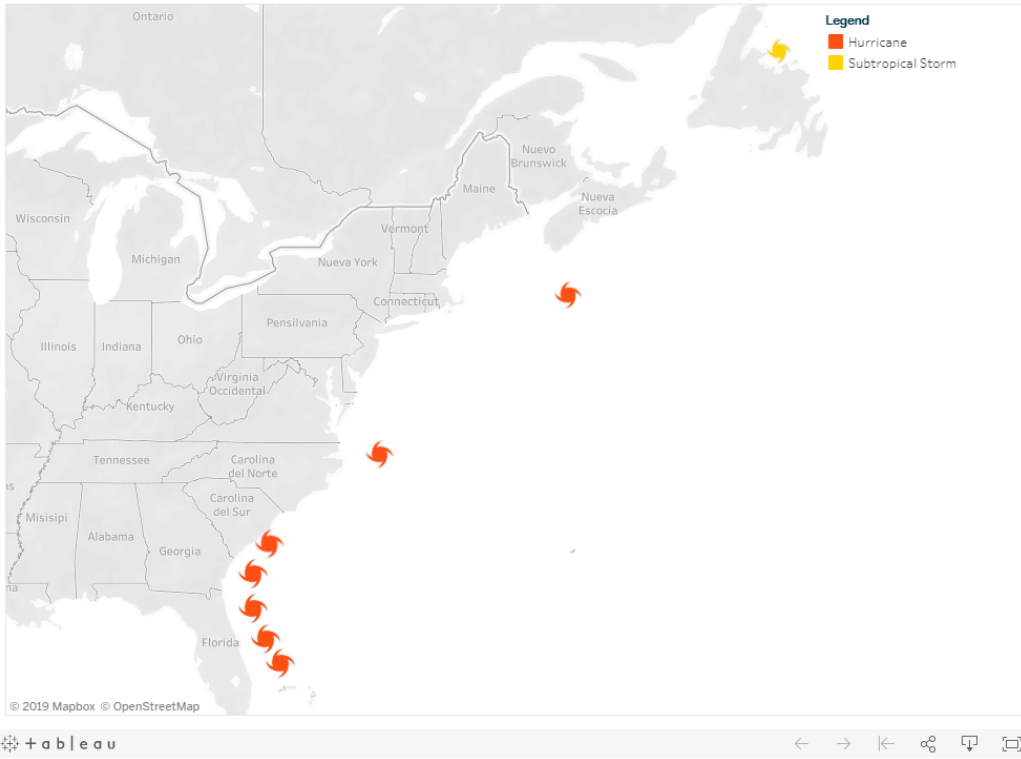 Ontario
Legend
Hurricane
Subtropical Storm
Nuevo
Brunswick
Maine
Nueva
Escocia
Wisconsin
Vermont
Michigan
Nueva York
Connecticut
Pensilvania
Ohio
Illinois
Indiana
Virginia
Occidental
Kentucky
Tennessee
Carolina
del Norte
Carolina
del Sur
Misisipi
Alabama
Georgia
Florida
© 2019 Mapbox © OpenStreetMap
+ a b | e a u